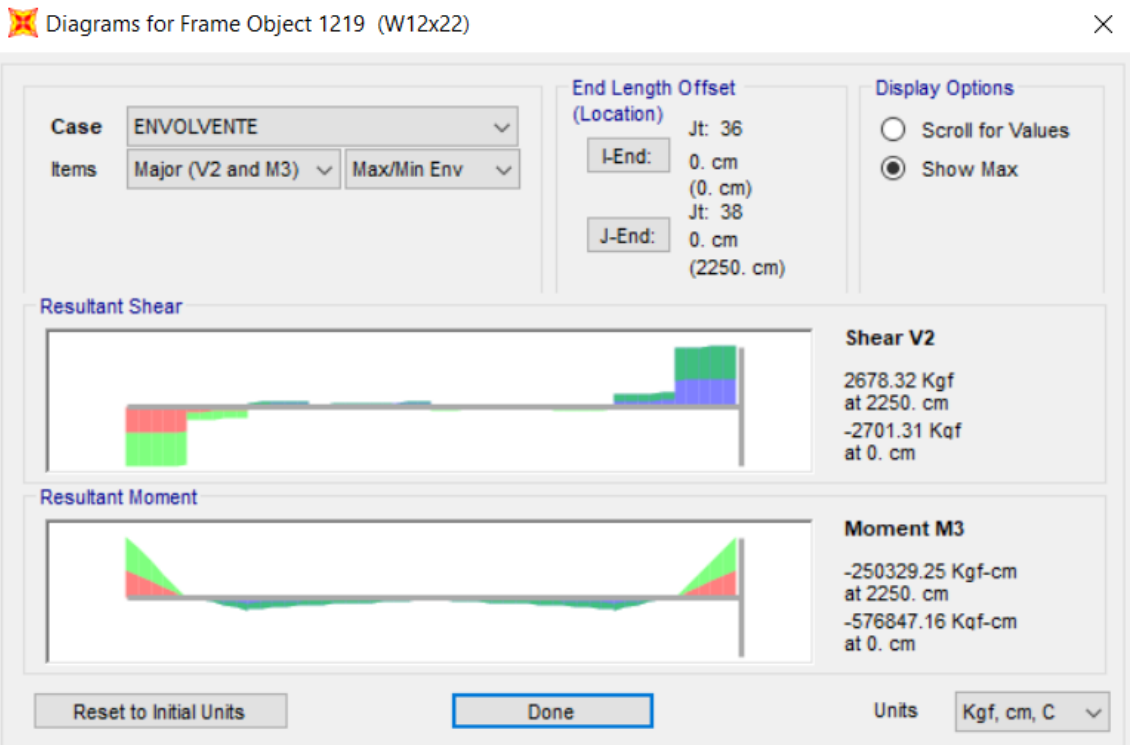 Diagrams for Frame Object 1219 (W12x22)
Case ENVOLVENTE
Items Major (V2 and M3) Max/Min Env
End Length Offset
(Location)
I-End:
Jt: 36
0. cm
(0. cm)
J-End:
Jt: 38
0. cm
(2250. cm)
Display Options
Scroll for Values
Show Max
Resultant Shear
Shear V2
2678.32 Kgf
at 2250. cm
-2701.31 Kgf
at 0. cm
Resultant Moment
Moment M3
-250329.25 Kgf-cm
at 2250. cm
-576847.16 Kgf-cm
at 0. cm
Reset to Initial Units
Done
Units Kgf, cm, C